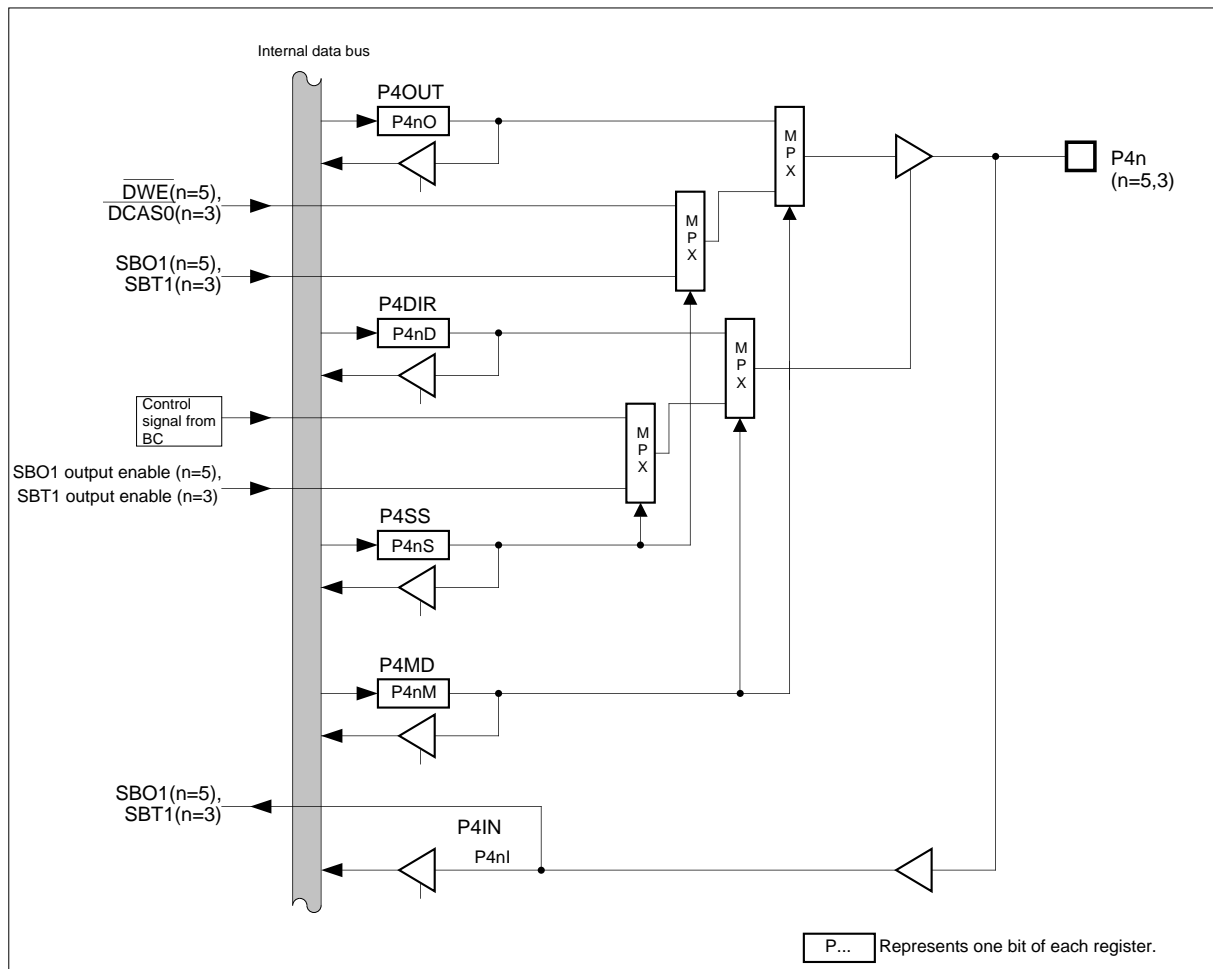 Internal data bus
P4OUT
P4nO
M
P
X
P4n
(n=5,3)
DWE(n=5),
DCAS0(n=3)
M
P
X
SBO1(n=5),
SBT1(n=3)
P4DIR
P4nD
M
P
X
Control
signal from
BC
M
P
X
SBO1 output enable (n=5),
SBT1 output enable (n=3)
P4SS
P4nS
P4MD
P4nM
SBO1(n=5),
SBT1(n=3)
P4IN
P4nI
P... Represents one bit of each register.